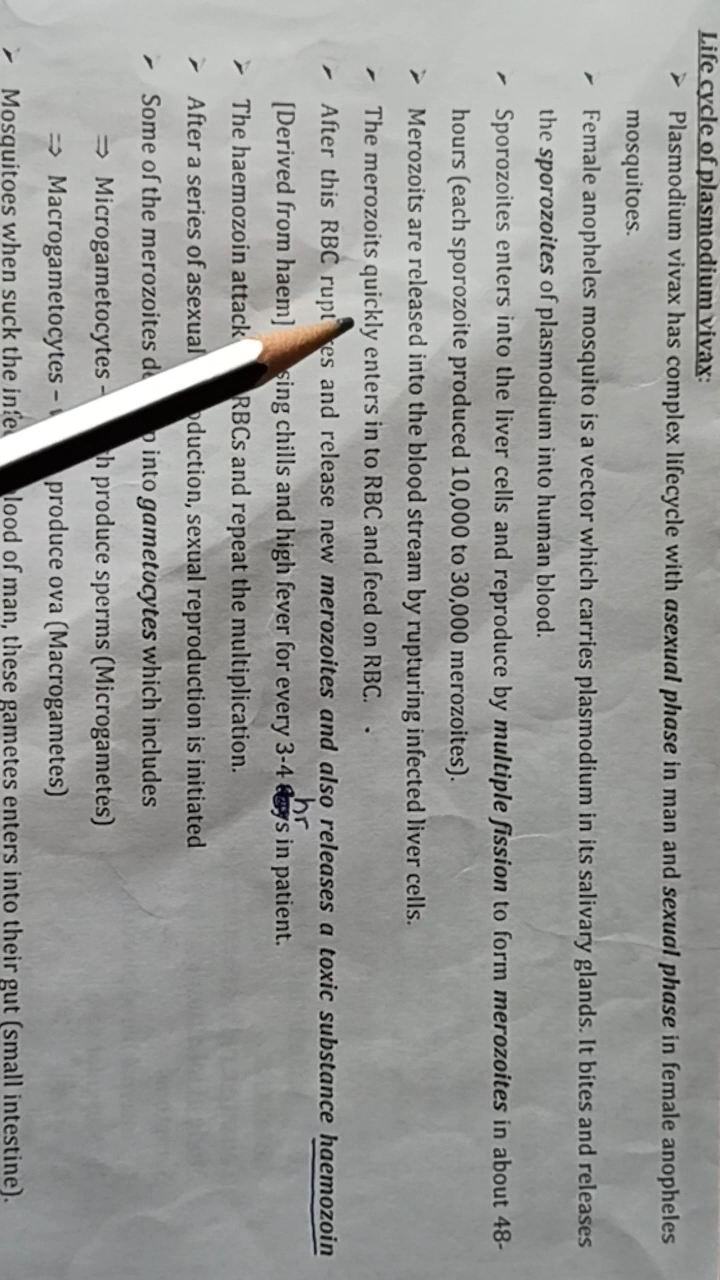 Life cycle of plasmodium vivax:
➢ Plasmodium vivax has complex lifecycle with asexual phase in man and sexual phase in female anopheles
mosquitoes.
➢ Female anopheles mosquito is a vector which carries plasmodium in its salivary glands. It bites and releases
the sporozoites of plasmodium into human blood.
➢ Sporozoites enters into the liver cells and reproduce by multiple fission to form merozoites in about 48-
hours (each sporozoite produced 10,000 to 30,000 merozoites).
➢ Merozoits are released into the blood stream by rupturing infected liver cells.
➢ The merozoits quickly enters in to RBC and feed on RBC.
➢ After this RBC and release new merozoites and also releases a toxic substance haemozoin
[Derived from haem] chills and high fever for every 3-4 hrs in patient.
➢ The haemozoin attack RBCs and repeat the multiplication.
➢ After a series of asexual sexual reproduction is initiated
➢ Some of the merozoites into gametocytes which includes
⇒ Microgametocytes – produce sperms (Microgametes)
⇒ Macrogametocytes – produce ova (Macrogametes)
➢ Mosquitoes when suck the of man, these gametes enters into their gut (small intestine).